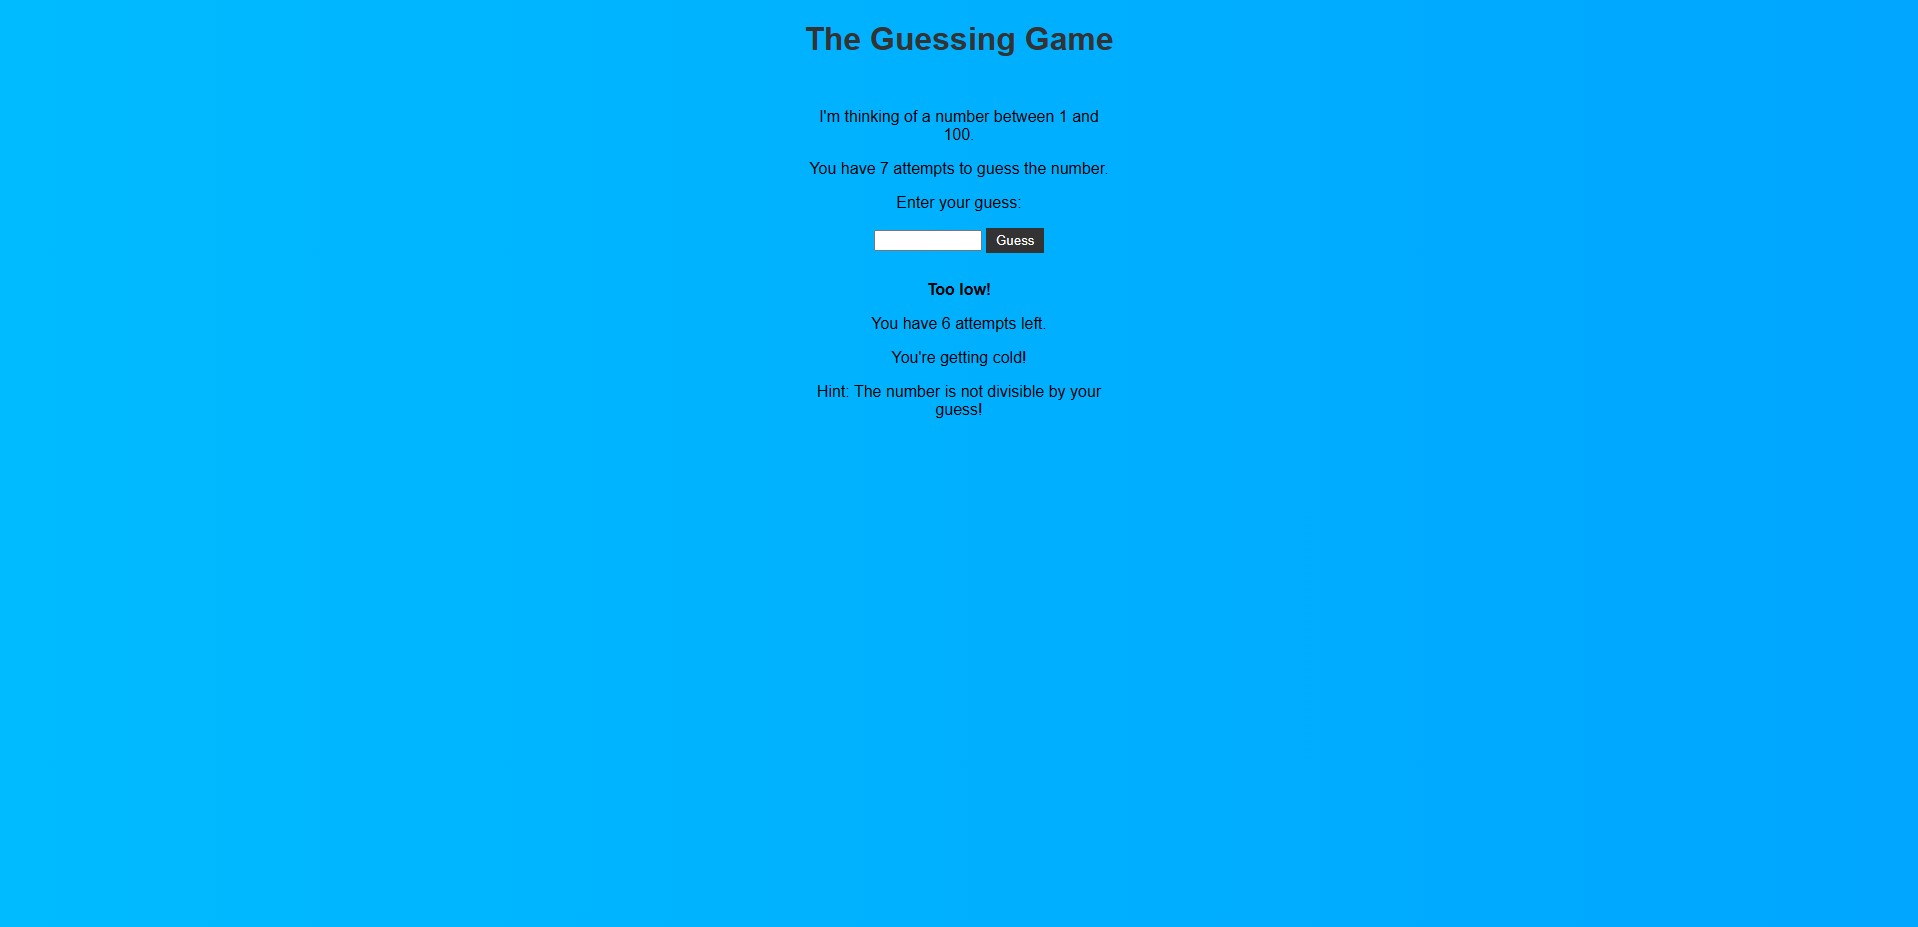 The Guessing Game
I'm thinking of a number between 1 and
100.
You have 7 attempts to guess the number.
Enter your guess:
Guess
Too low!
You have 6 attempts left.
You're getting cold!
Hint: The number is not divisible by your
guess!